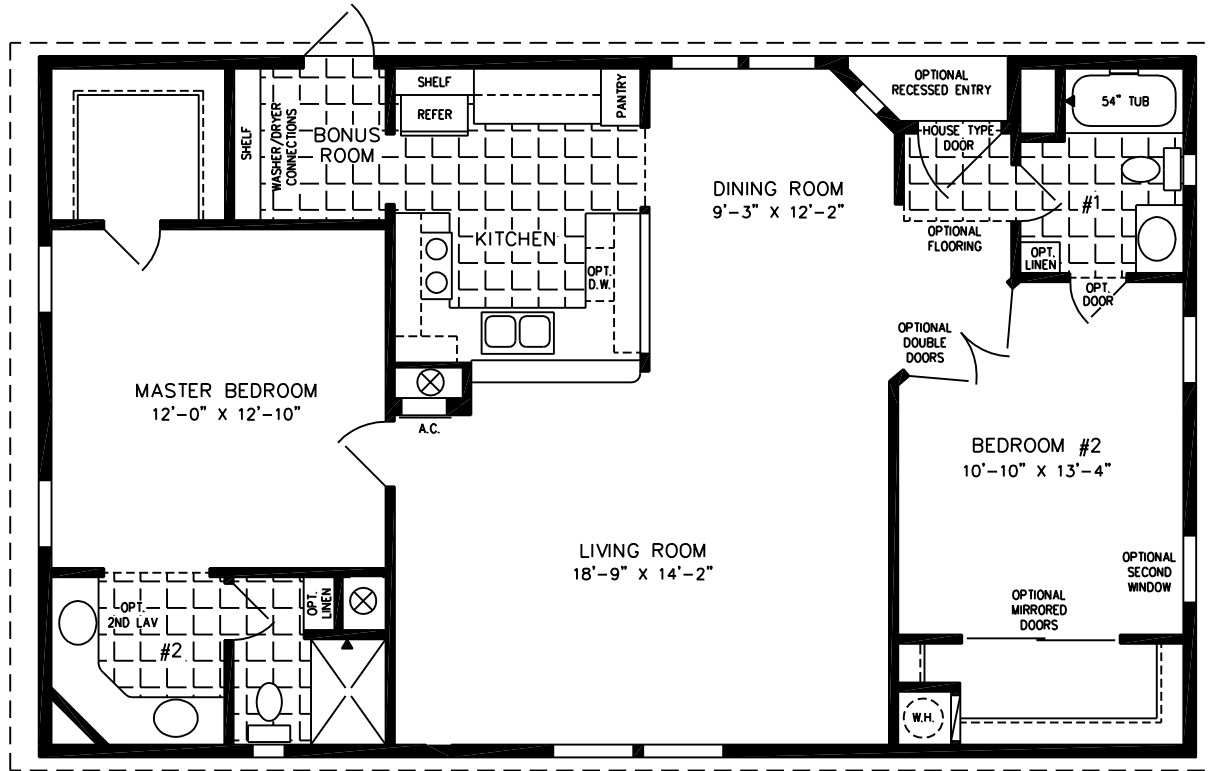 SHELF
WASHER/DRYER
CONNECTIONS
BONUS
ROOM
SHELF
REFER
PANTRY
KITCHEN
OPT.
D.W.
DINING ROOM
9'-3" X 12'-2"
OPTIONAL
RECESSED ENTRY
HOUSE TYPE
DOOR
OPTIONAL
FLOORING
54" TUB
#1
OPT.
LINEN
OPT.
DOOR
OPTIONAL
DOUBLE
DOORS
MASTER BEDROOM
12'-0" X 12'-10"
A.C.
BEDROOM #2
10'-10" X 13'-4"
LIVING ROOM
18'-9" X 14'-2"
OPTIONAL
SECOND
WINDOW
OPTIONAL
MIRRORED
DOORS
OPT.
2ND LAV
#2
OPT.
LINEN
W.H.